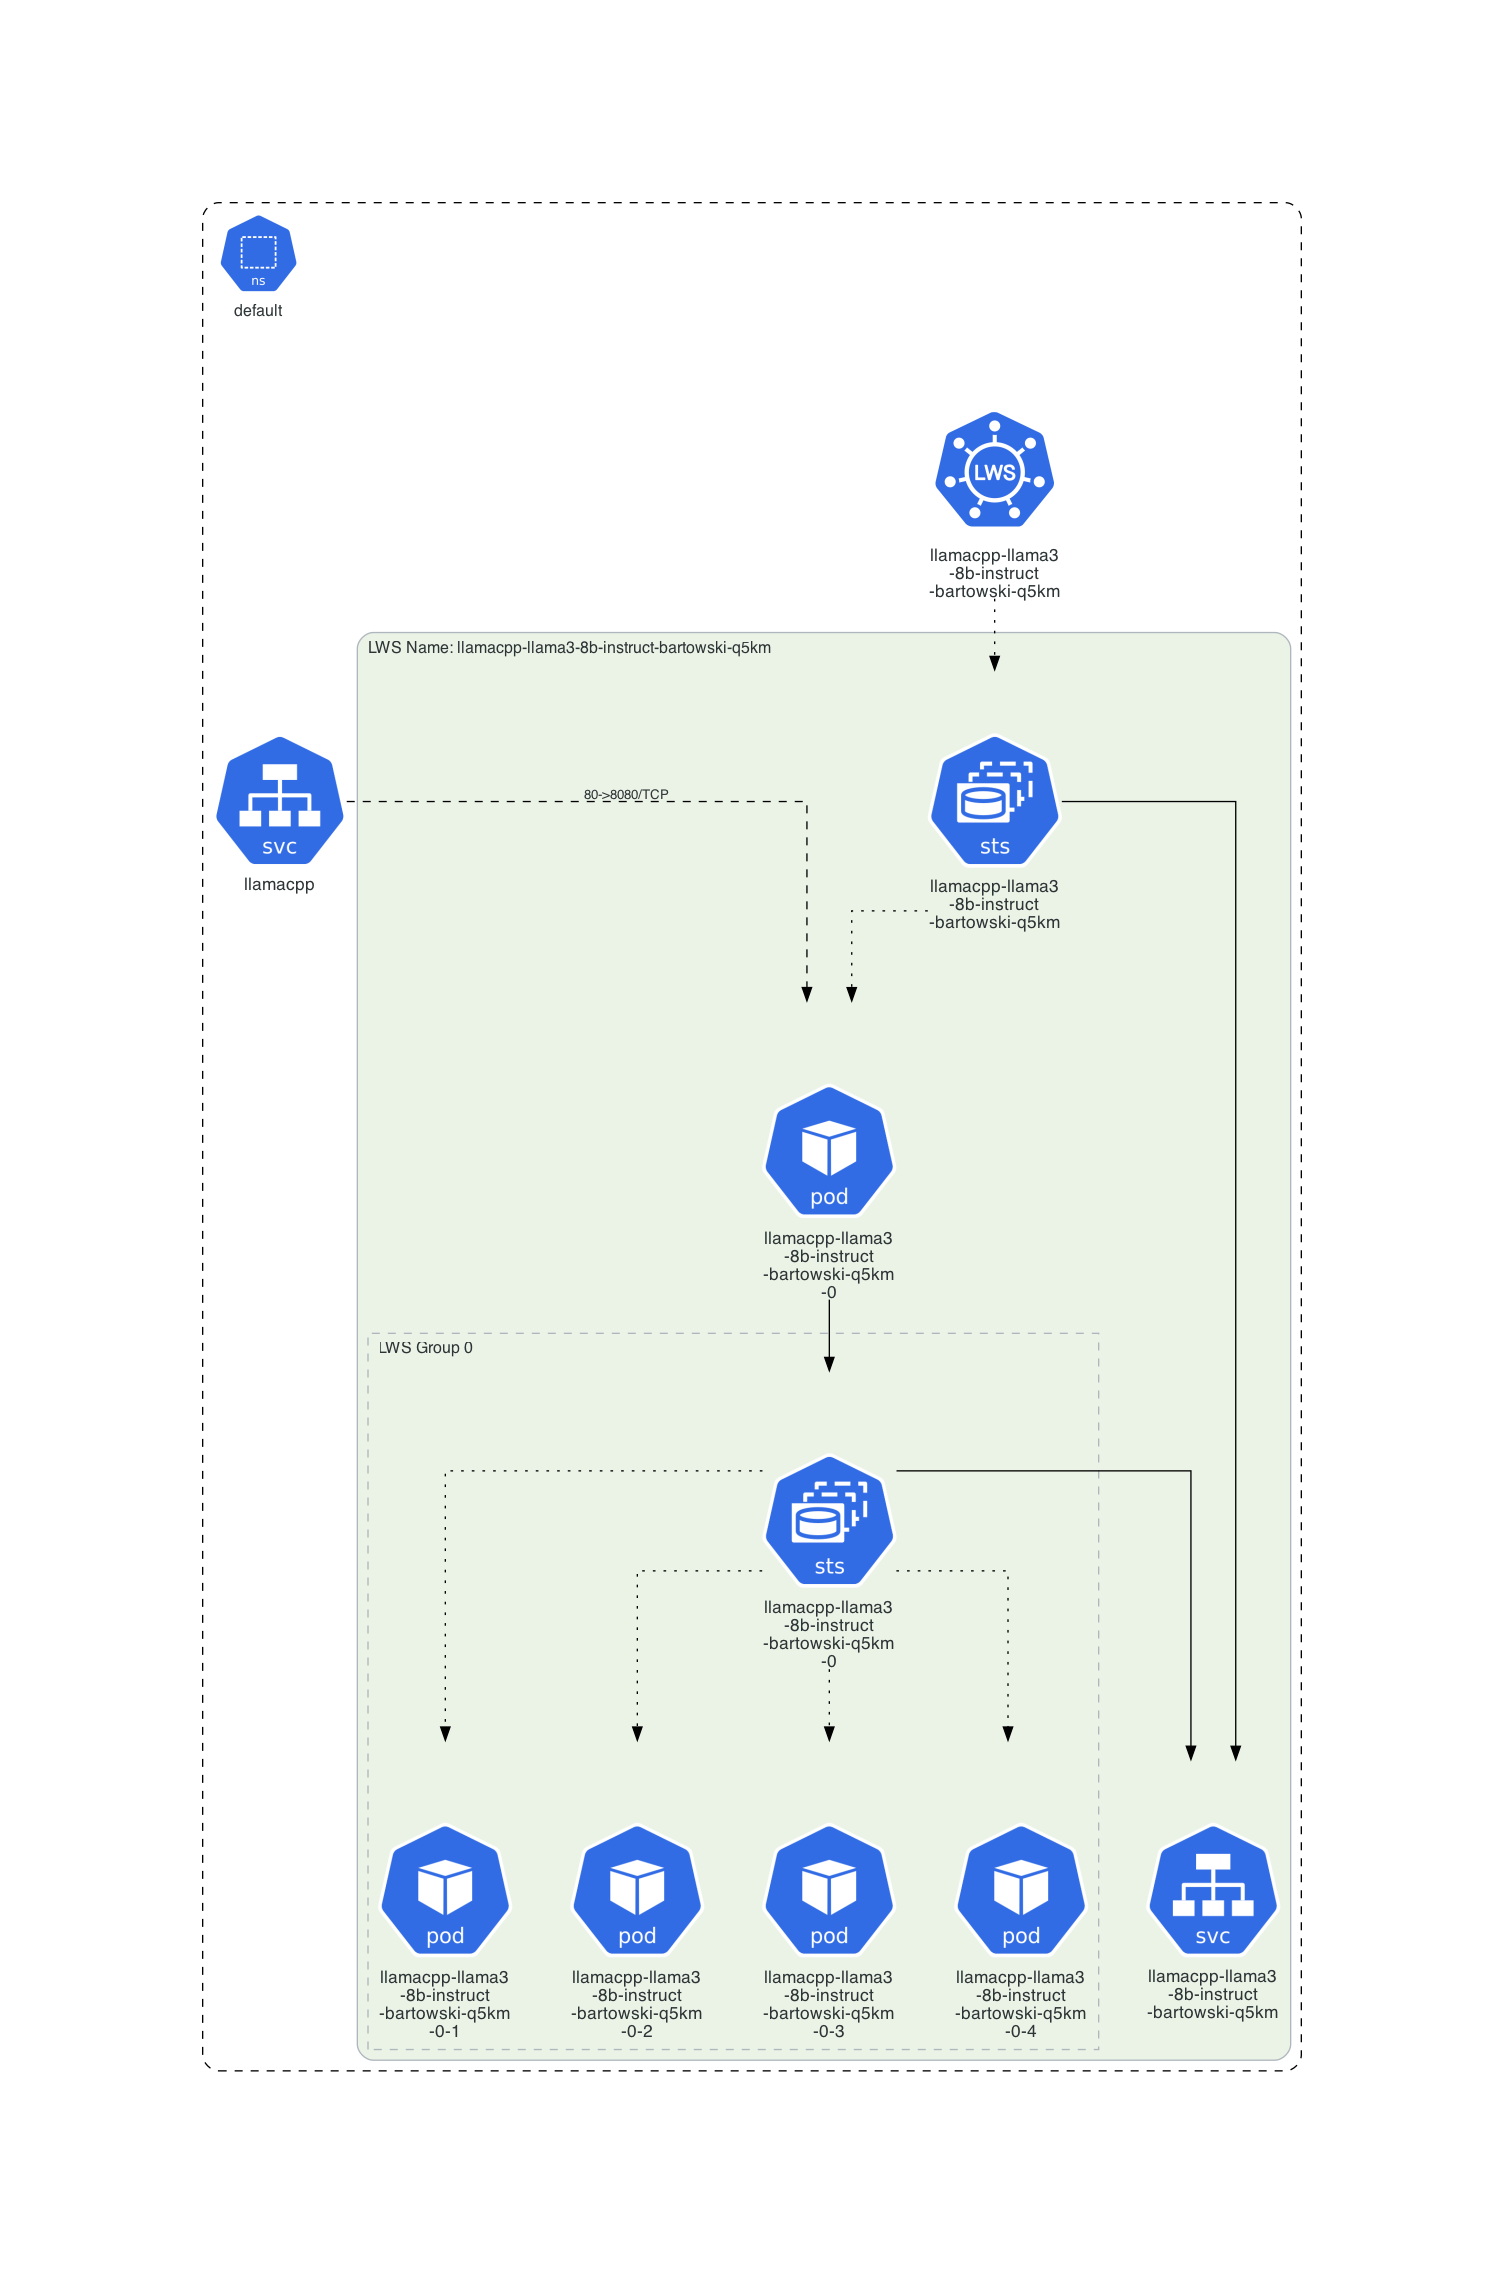 ns
default
LWS
llamacpp-llama3
-8b-instruct
-bartowski-q5km
LWS Name: llamacpp-llama3-8b-instruct-bartowski-q5km
80->8080/TCP
svc
llamacpp
sts
llamacpp-llama3
-8b-instruct
-bartowski-q5km
pod
llamacpp-llama3
-8b-instruct
-bartowski-q5km
-0
LWS Group 0
sts
llamacpp-llama3
-8b-instruct
-bartowski-q5km
-0
pod
llamacpp-llama3
-8b-instruct
-bartowski-q5km
-0-1
pod
llamacpp-llama3
-8b-instruct
-bartowski-q5km
-0-2
pod
llamacpp-llama3
-8b-instruct
-bartowski-q5km
-0-3
pod
llamacpp-llama3
-8b-instruct
-bartowski-q5km
-0-4
svc
llamacpp-llama3
-8b-instruct
-bartowski-q5km